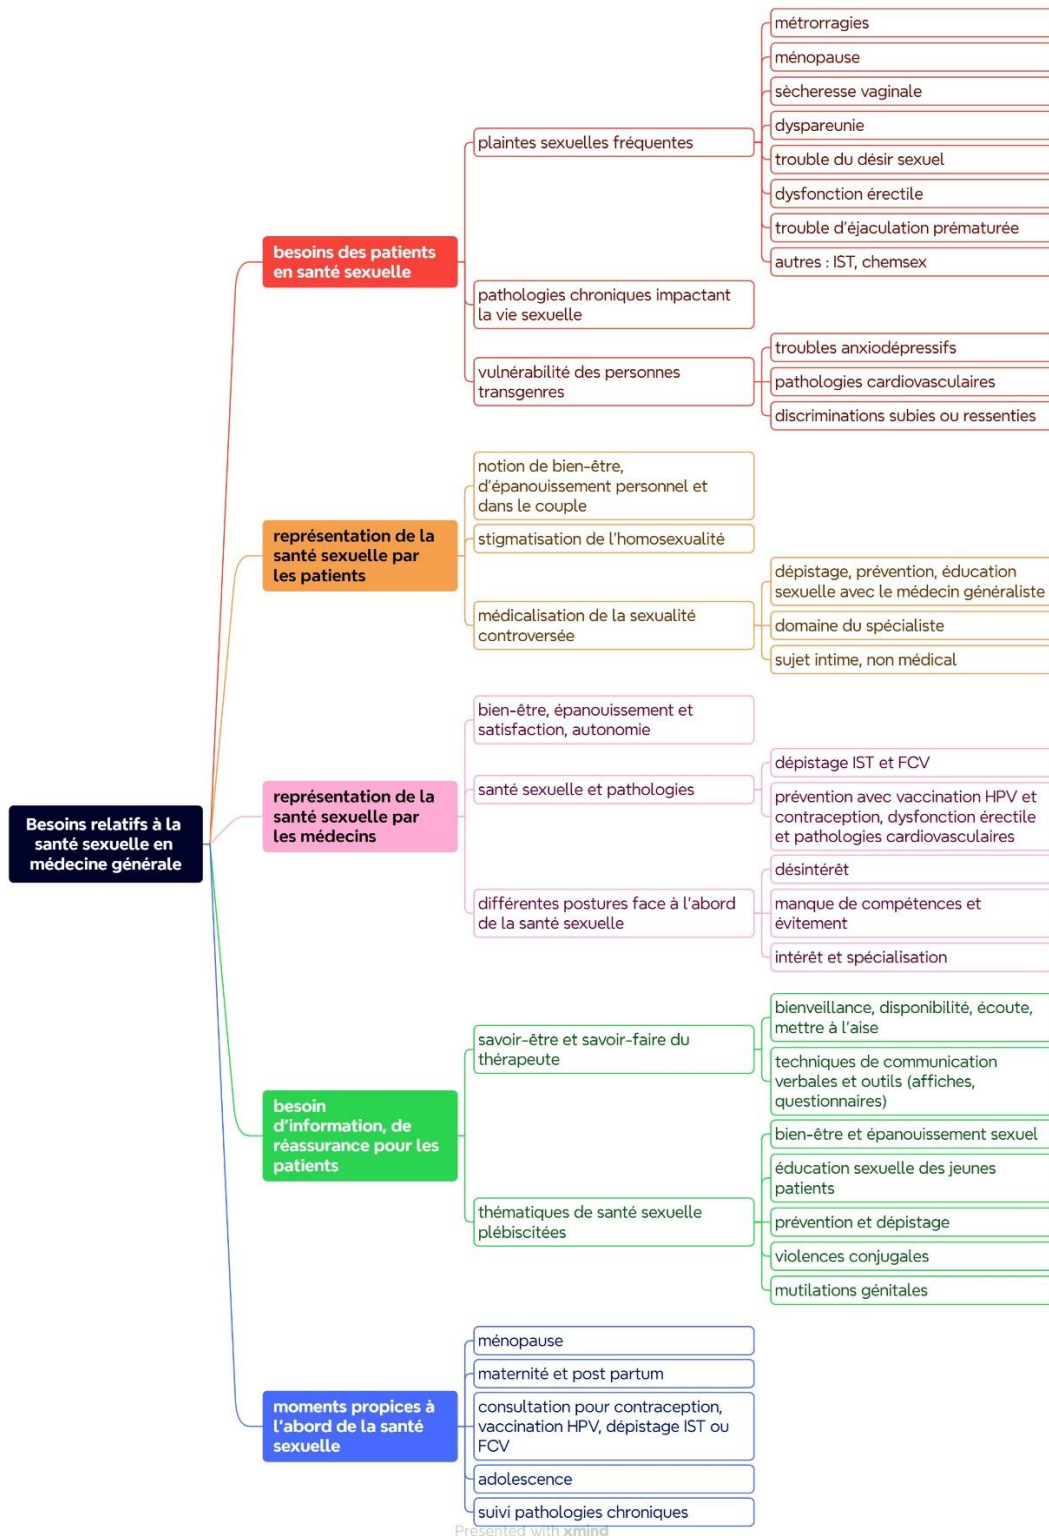 Besoins relatifs à la
santé sexuelle en
médecine générale
besoins des patients
en santé sexuelle
plaintes sexuelles fréquentes
métrorragies
ménopause
sècheresse vaginale
dyspareunie
trouble du désir sexuel
dysfonction érectile
trouble d'éjaculation prématurée
autres : IST, chemsex
pathologies chroniques impactant
la vie sexuelle
vulnérabilité des personnes
transgenres
troubles anxiodépressifs
pathologies cardiovasculaires
discriminations subies ou ressenties
représentation de la
santé sexuelle par
les patients
notion de bien-être,
d'épanouissement personnel et
dans le couple
stigmatisation de l'homosexualité
médicalisation de la sexualité
controversée
dépistage, prévention, éducation
sexuelle avec le médecin généraliste
domaine du spécialiste
sujet intime, non médical
représentation de la
santé sexuelle par
les médecins
bien-être, épanouissement et
satisfaction, autonomie
santé sexuelle et pathologies
dépistage IST et FCV
prévention avec vaccination HPV et
contraception, dysfonction érectile
et pathologies cardiovasculaires
différentes postures face à l'abord
de la santé sexuelle
désintérêt
manque de compétences et
évitement
intérêt et spécialisation
besoin
d'information, de
réassurance pour les
patients
savoir-être et savoir-faire du
thérapeute
bienveillance, disponibilité, écoute,
mettre à l'aise
techniques de communication
verbales et outils (affiches,
questionnaires)
thématiques de santé sexuelle
plébiscitées
bien-être et épanouissement sexuel
éducation sexuelle des jeunes
patients
prévention et dépistage
violences conjugales
mutilations génitales
moments propices à
l'abord de la santé
sexuelle
ménopause
maternité et post partum
consultation pour contraception,
vaccination HPV, dépistage IST ou
FCV
adolescence
suivi pathologies chroniques
Presented with xmind